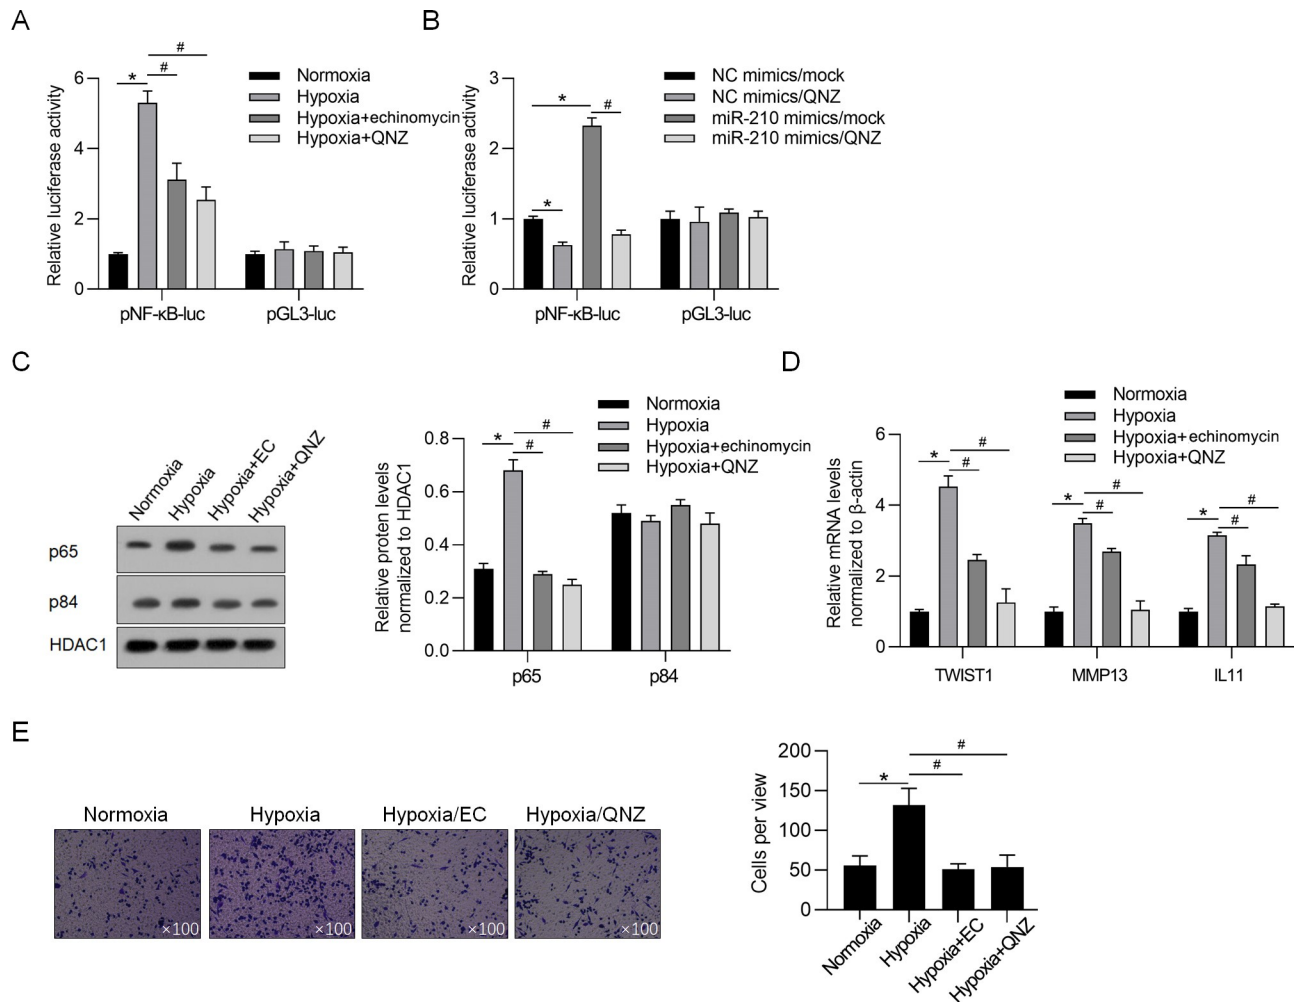 A
Relative luciferase activity
6
4
2
0
*
#
#
Normoxia
Hypoxia
Hypoxia+echinomycin
Hypoxia+QNZ
pNF-κB-luc
pGL3-luc
B
Relative luciferase activity
3
2
1
0
*
*
#
NC mimics/mock
NC mimics/QNZ
miR-210 mimics/mock
miR-210 mimics/QNZ
pNF-κB-luc
pGL3-luc
C
Normoxia
Hypoxia
Hypoxia+EC
Hypoxia+QNZ
p65
p84
HDAC1
Relative proten levels
normalized to HDAC1
0.8
0.6
0.4
0.2
0.0
*
#
#
Normoxia
Hypoxia
Hypoxia+echinomycin
Hypoxia+QNZ
p65
p84
D
Relative mRNA levels
normalized to β-actin
6
4
2
0
*
#
#
*
#
#
*
#
#
Normoxia
Hypoxia
Hypoxia+echinomycin
Hypoxia+QNZ
TWIST1
MMP13
IL11
E
Normoxia
Hypoxia
Hypoxia/EC
Hypoxia/QNZ
×100
×100
×100
×100
Cells per view
200
150
100
50
0
*
#
#
Normoxia
Hypoxia
Hypoxia+EC
Hypoxia+QNZ